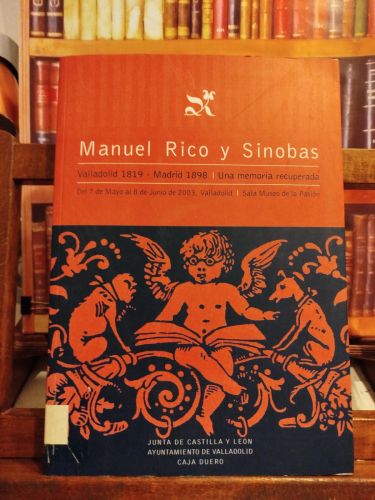 Manuel Rico y Sinobas
Valladolid 1819 - Madrid 1898 | Una memoria recuperada
Del 7 de Mayo al 8 de Junio de 2003, Valladolid | Sala Museo de la Pasión
JUNTA DE CASTILLA Y LEÓN
AYUNTAMIENTO DE VALLADOLID
CAJA DUERO